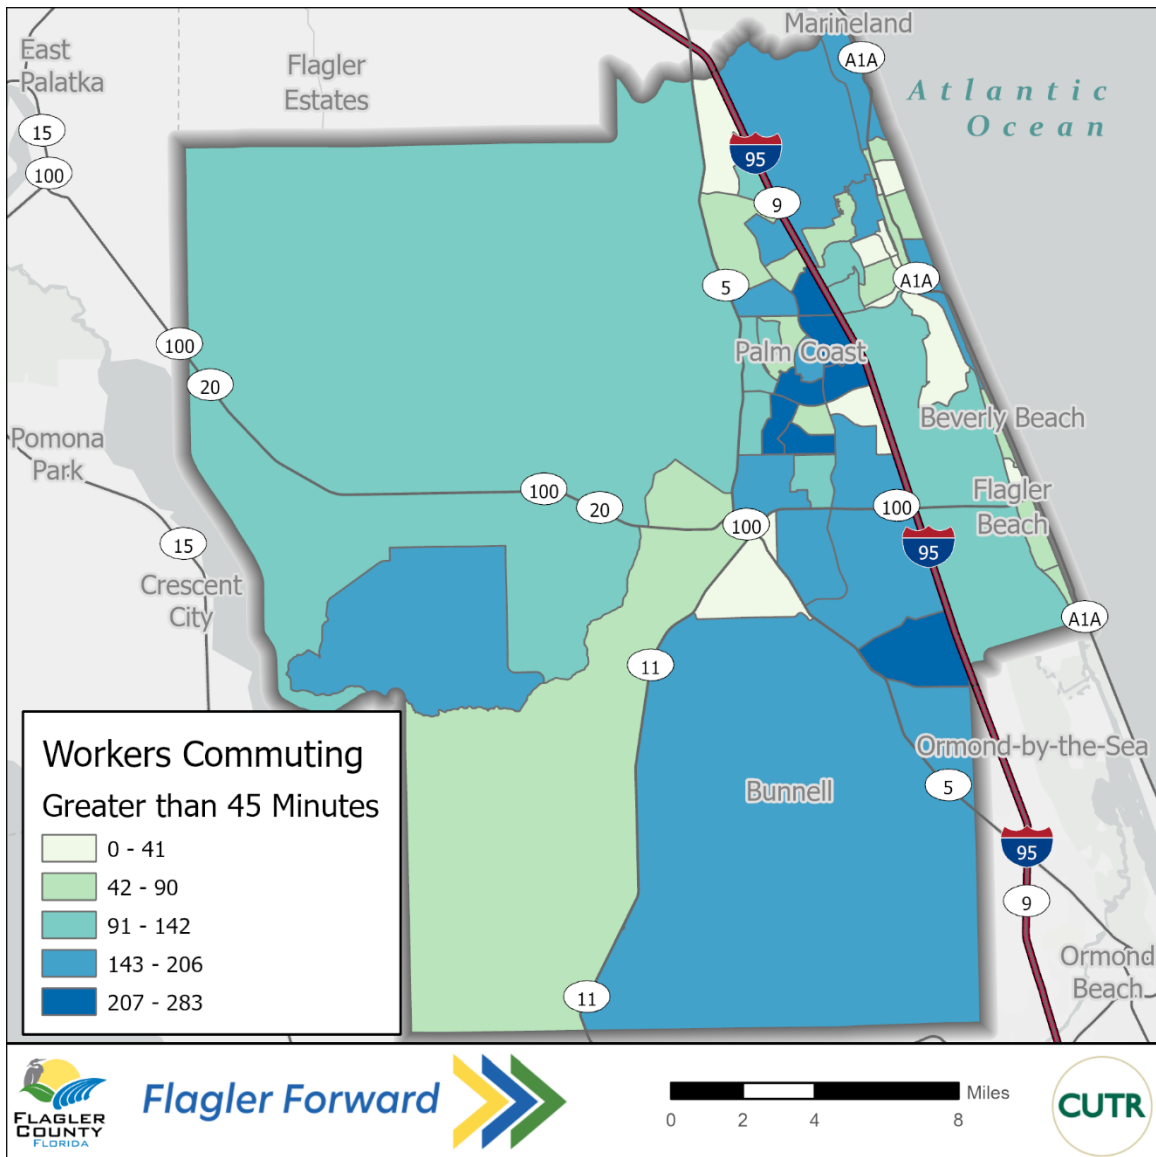 Marineland
East
Palatka
Flagler
Estates
A1A
Atlantic
Ocean
15
95
100
9
5
A1A
100
Palm Coast
20
Beverly Beach
Pomona
Park
100
20
100
100
Flagler
Beach
15
95
Crescent
City
A1A
11
Ormond-by-the-Sea
Bunnell
5
95
9
Ormond
Beach
11
Workers Commuting
Greater than 45 Minutes
0 - 41
42 - 90
91 - 142
143 - 206
207 - 283
FLAGLER
COUNTY
FLORIDA
Flagler Forward
Miles
0 2 4 8
CUTR